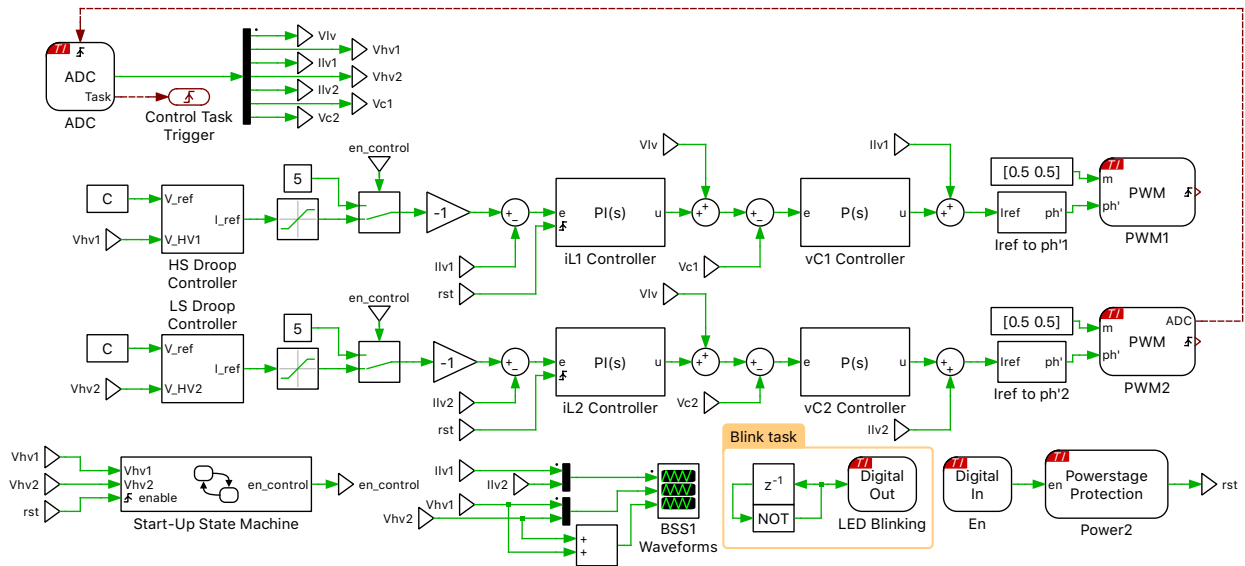 TI
ADC
Task
ADC
Control Task
Trigger
Vlv
Vhv1
Ilv1
Vhv2
Ilv2
Vc1
Vc2
C
Vhv1
V_ref
V_HV1
I_ref
HS Droop
Controller
5
en_control
-1
+
-
Ilv1
rst
e
PI(s)
u
iL1 Controller
Vlv
+
+
+
-
Vc1
e
P(s)
u
vC1 Controller
Ilv1
+
+
[0.5 0.5]
Iref
ph'
Iref to ph'1
TI
m
ph'
PWM
PWM1
LS Droop
Controller
C
Vhv2
V_ref
V_HV2
I_ref
5
en_control
-1
+
-
Ilv2
rst
e
PI(s)
u
iL2 Controller
Vlv
+
+
+
-
Vc2
e
P(s)
u
vC2 Controller
+
+
Ilv2
[0.5 0.5]
Iref
ph'
Iref to ph'2
TI
m
ph'
PWM
ADC
PWM2
Vhv1
Vhv2
rst
Vhv1
Vhv2
enable
en_control
Start-Up State Machine
en_control
Ilv1
Ilv2
Vhv1
Vhv2
+
+
BSS1
Waveforms
Blink task
z-1
NOT
TI
Digital
Out
LED Blinking
TI
Digital
In
En
TI
en
Powerstage
Protection
Power2
rst